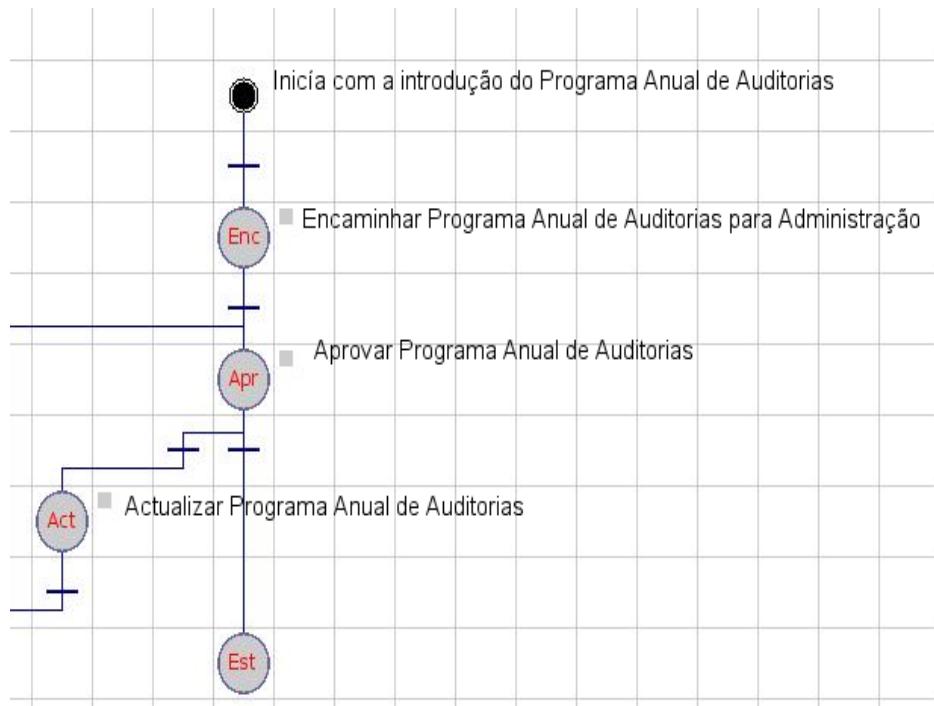 Inicía com a introdução do Programa Anual de Auditorias
Enc
Encaminhar Programa Anual de Auditorias para Administração
Apr
Aprovar Programa Anual de Auditorias
Act
Actualizar Programa Anual de Auditorias
Est